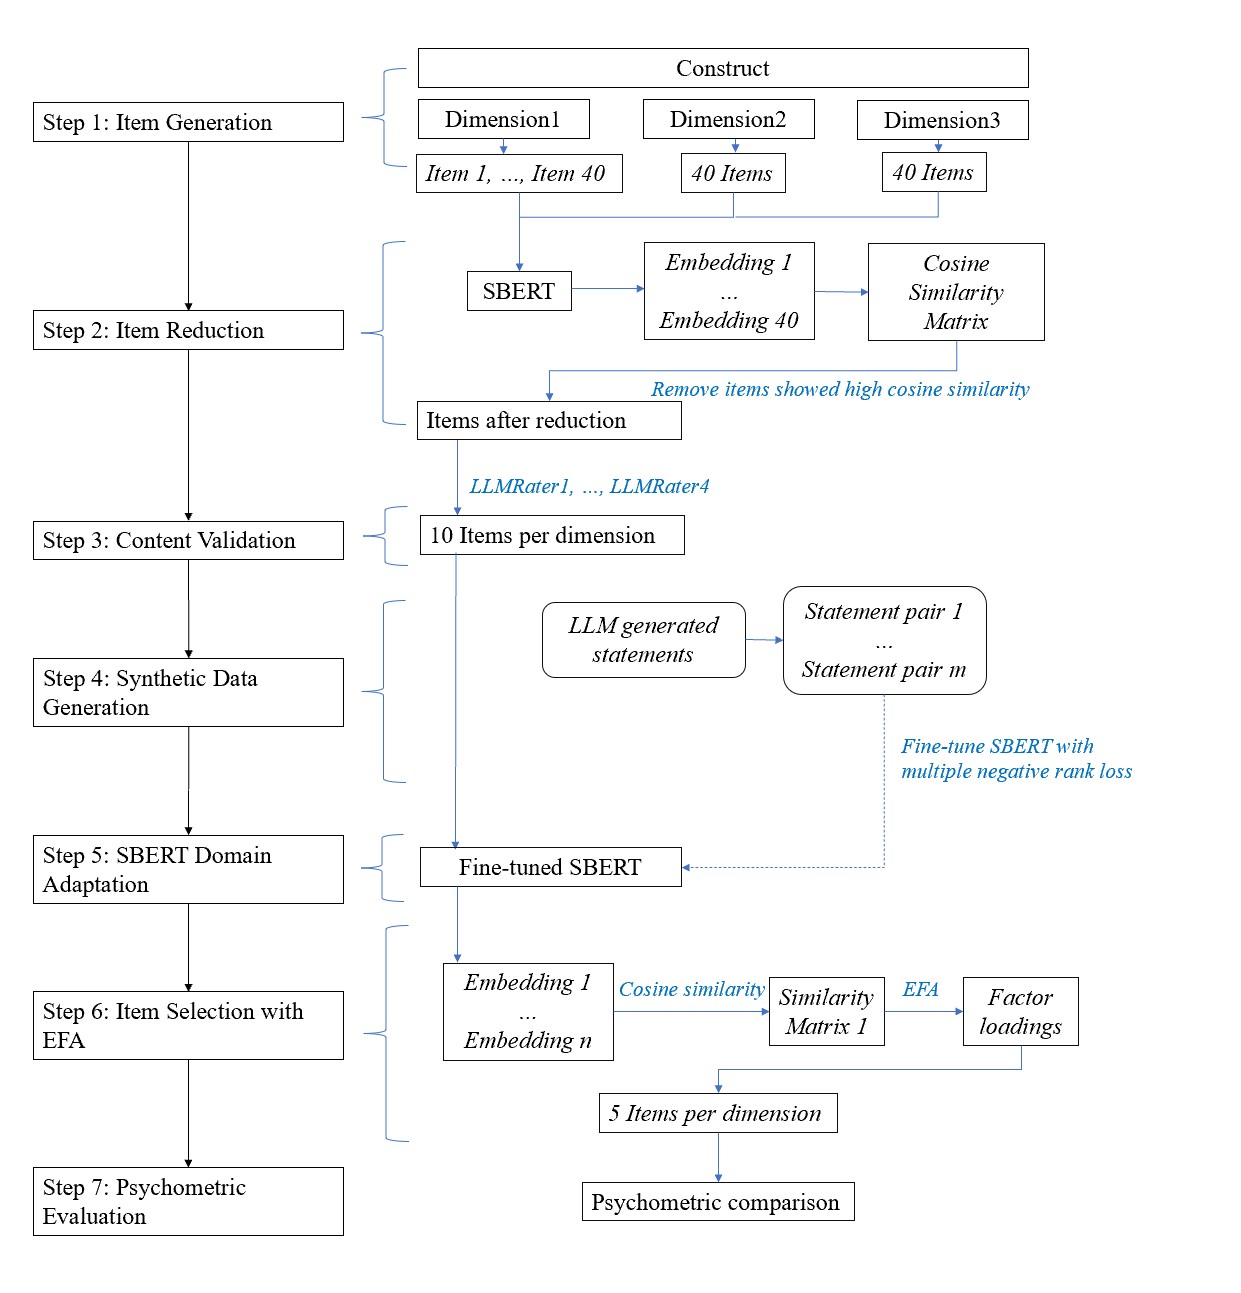 Construct
Step 1: Item Generation
Dimension1
Dimension2
Dimension3
Item 1, ..., Item 40
40 Items
40 Items
SBERT
Embedding 1
...
Embedding 40
Cosine
Similarity
Matrix
Step 2: Item Reduction
Remove items showed high cosine similarity
Items after reduction
LLMRater1, ..., LLMRater4
Step 3: Content Validation
10 Items per dimension
LLM generated
statements
Statement pair 1
...
Statement pair m
Step 4: Synthetic Data
Generation
Fine-tune SBERT with
multiple negative rank loss
Step 5: SBERT Domain
Adaptation
Fine-tuned SBERT
Step 6: Item Selection with
EFA
Embedding 1
...
Embedding n
Cosine similarity
Similarity
Matrix 1
EFA
Factor
loadings
5 Items per dimension
Step 7: Psychometric
Evaluation
Psychometric comparison